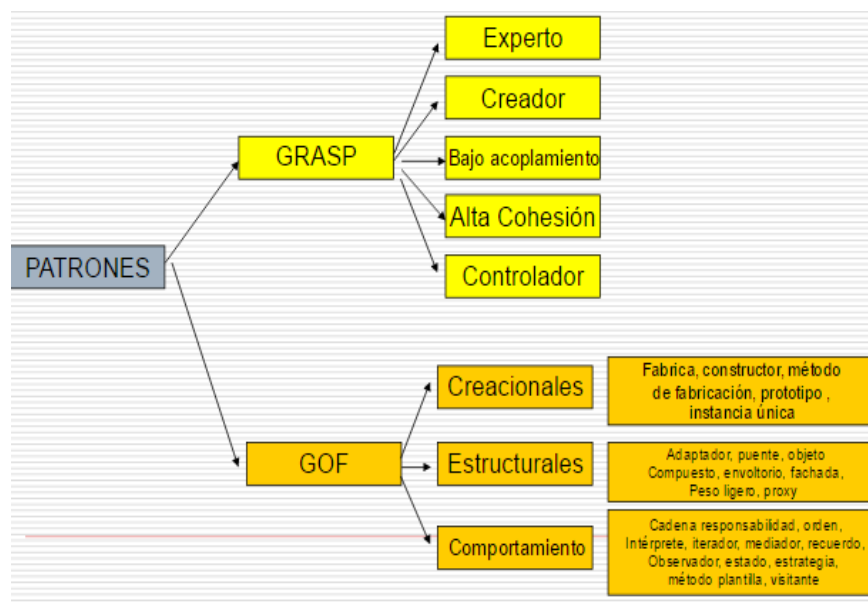 Experto
Creador
GRASP
Bajo acoplamiento
Alta Cohesión
PATRONES
Controlador
Creacionales
Fabrica, constructor, método
de fabricación, prototipo ,
instancia única
GOF
Estructurales
Adaptador, puente, objeto
Compuesto, envoltorio, fachada,
Peso ligero, proxy
Comportamiento
Cadena responsabilidad, orden,
Intérprete, iterador, mediador, recuerdo,
Observador, estado, estrategia,
método plantilla, visitante